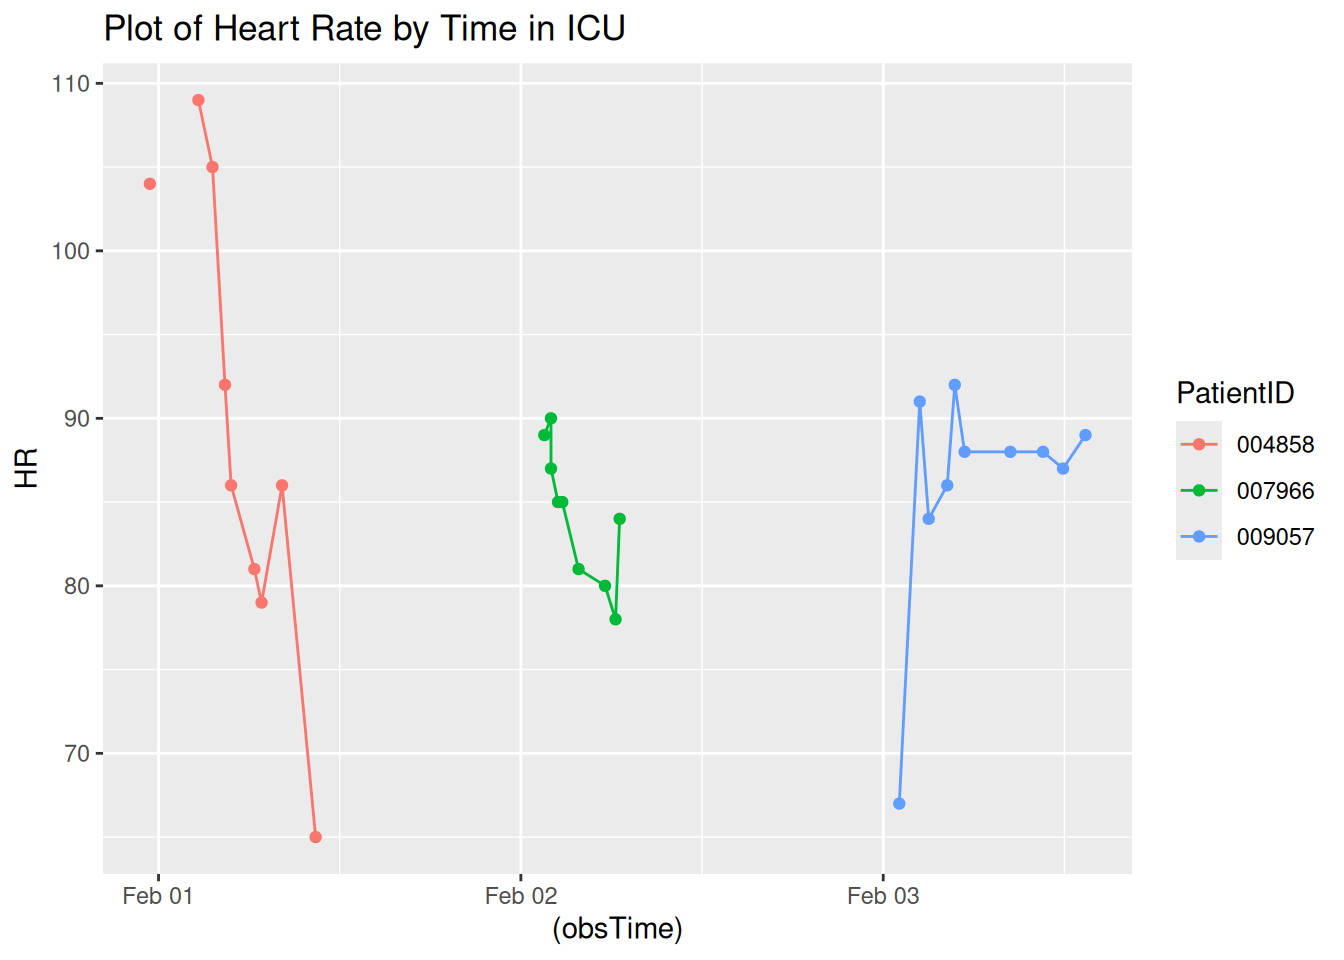 Plot of Heart Rate by Time in ICU
110
100
90
80
70
HR
Feb 01
Feb 02
Feb 03
(obsTime)
PatientID
004858
007966
009057